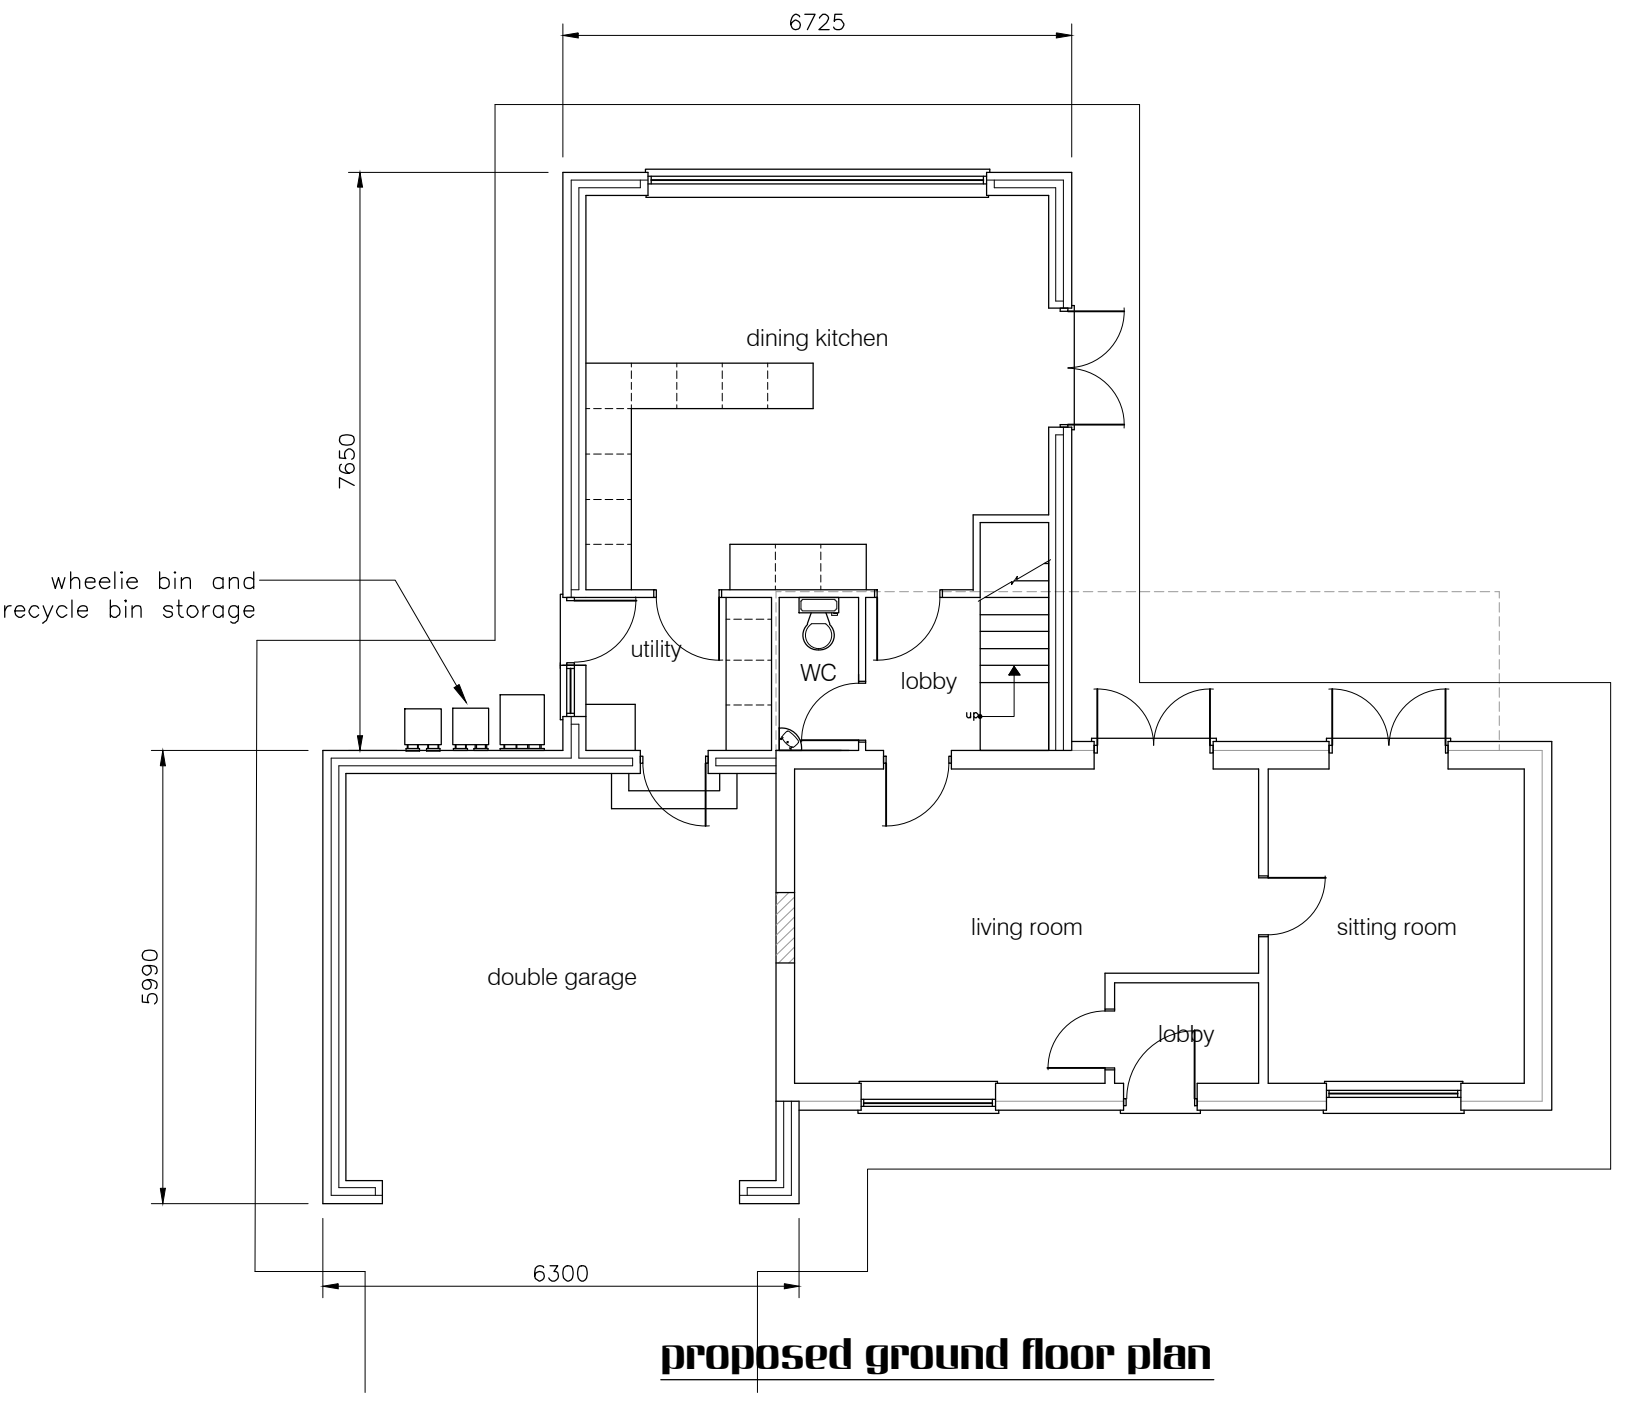 6725
dining kitchen
7650
wheelie bin and
recycle bin storage
utility
WC
lobby
up
living room
sitting room
double garage
5990
lobby
6300
proposed ground floor plan